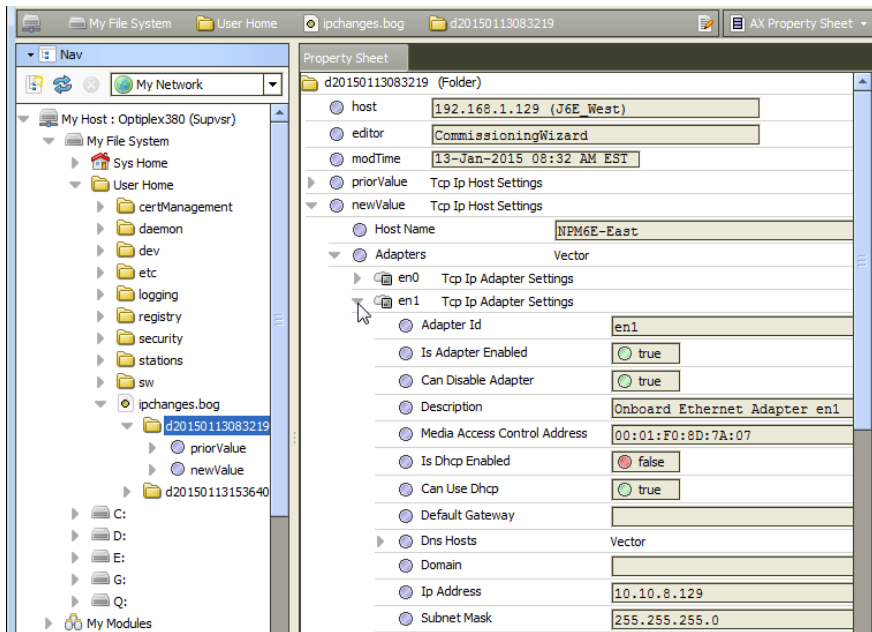 My File System User Home ipchanges.bog d20150113083219 AX Property Sheet
Nav
My Network
My Host : Optiplex380 (Supvsr)
My File System
Sys Home
User Home
certManagement
daemon
dev
etc
logging
registry
security
stations
sw
ipchanges.bog
d20150113083219
priorValue
newValue
d20150113153640
C:
D:
E:
G:
Q:
My Modules
Property Sheet
d20150113083219 (Folder)
host 192.168.1.129 (J6E_West)
editor CommissioningWizard
modTime 13-Jan-2015 08:32 AM EST
priorValue Tcp Ip Host Settings
newValue Tcp Ip Host Settings
Host Name NPM6E-East
Adapters Vector
en0 Tcp Ip Adapter Settings
en1 Tcp Ip Adapter Settings
Adapter Id en1
Is Adapter Enabled true
Can Disable Adapter true
Description Onboard Ethernet Adapter en1
Media Access Control Address 00:01:F0:8D:7A:07
Is Dhcp Enabled false
Can Use Dhcp true
Default Gateway
Dns Hosts Vector
Domain
Ip Address 10.10.8.129
Subnet Mask 255.255.255.0